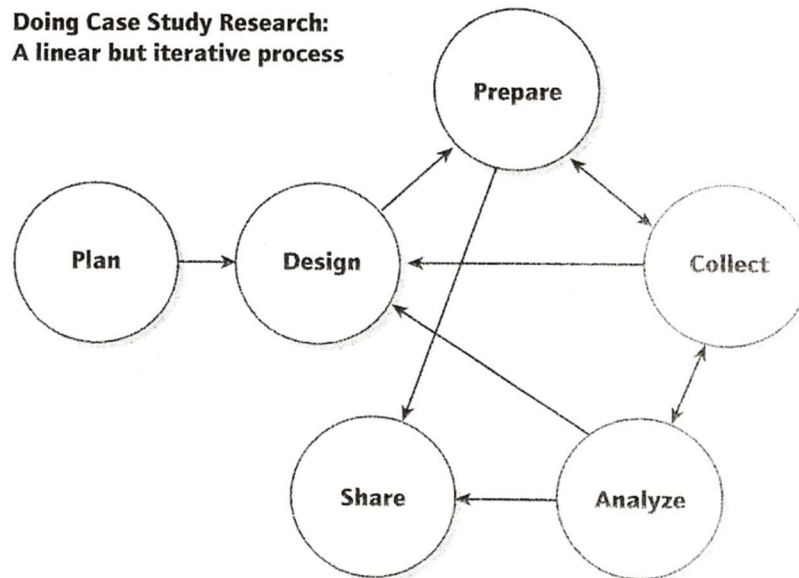 Doing Case Study Research:
A linear but iterative process
Prepare
Plan
Design
Collect
Share
Analyze